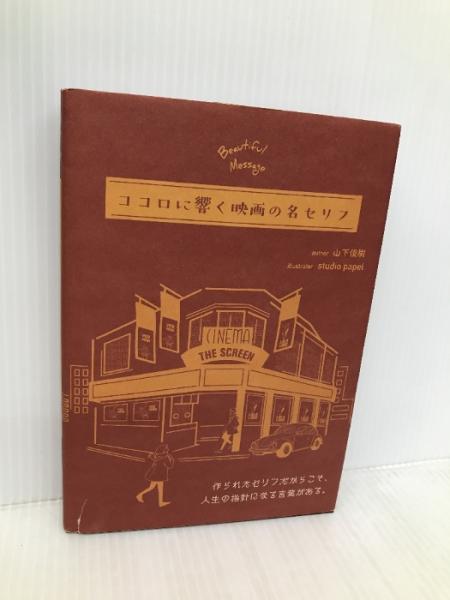 Beautiful
Message
ココロに響く映画の名セリフ
author 山下俊樹
illustrator studio papel
CINEMA
THE SCREEN
作られたセリフだからこそ、
人生の指針になる言葉がある。